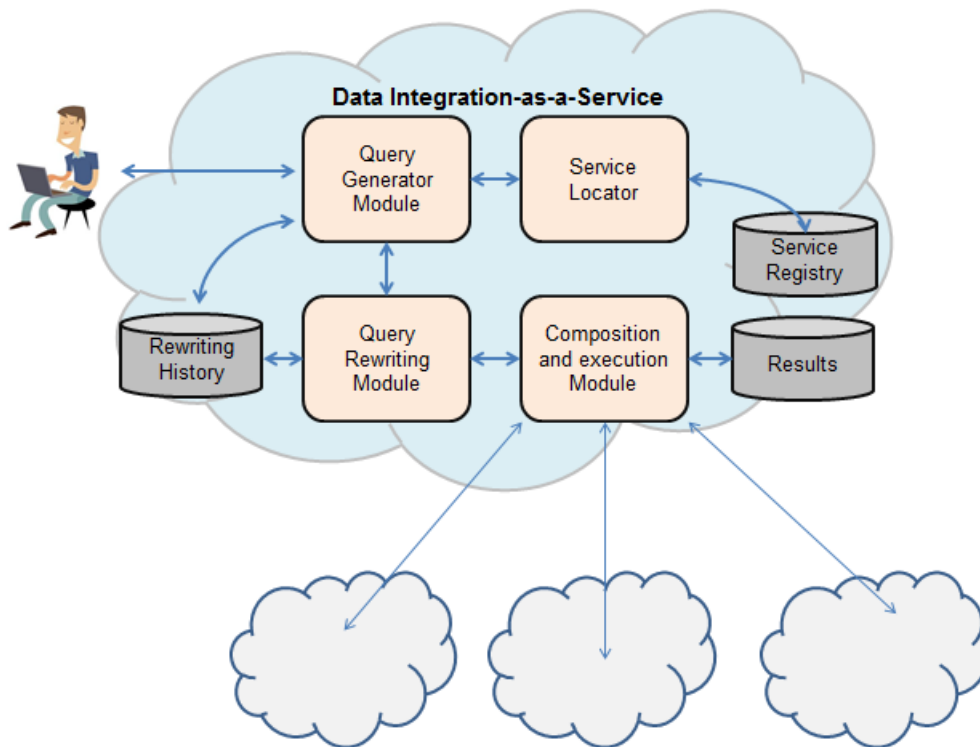 Data Integration-as-a-Service
Query
Generator
Module
Service
Locator
Service
Registry
Rewriting
History
Query
Rewriting
Module
Composition
and execution
Module
Results